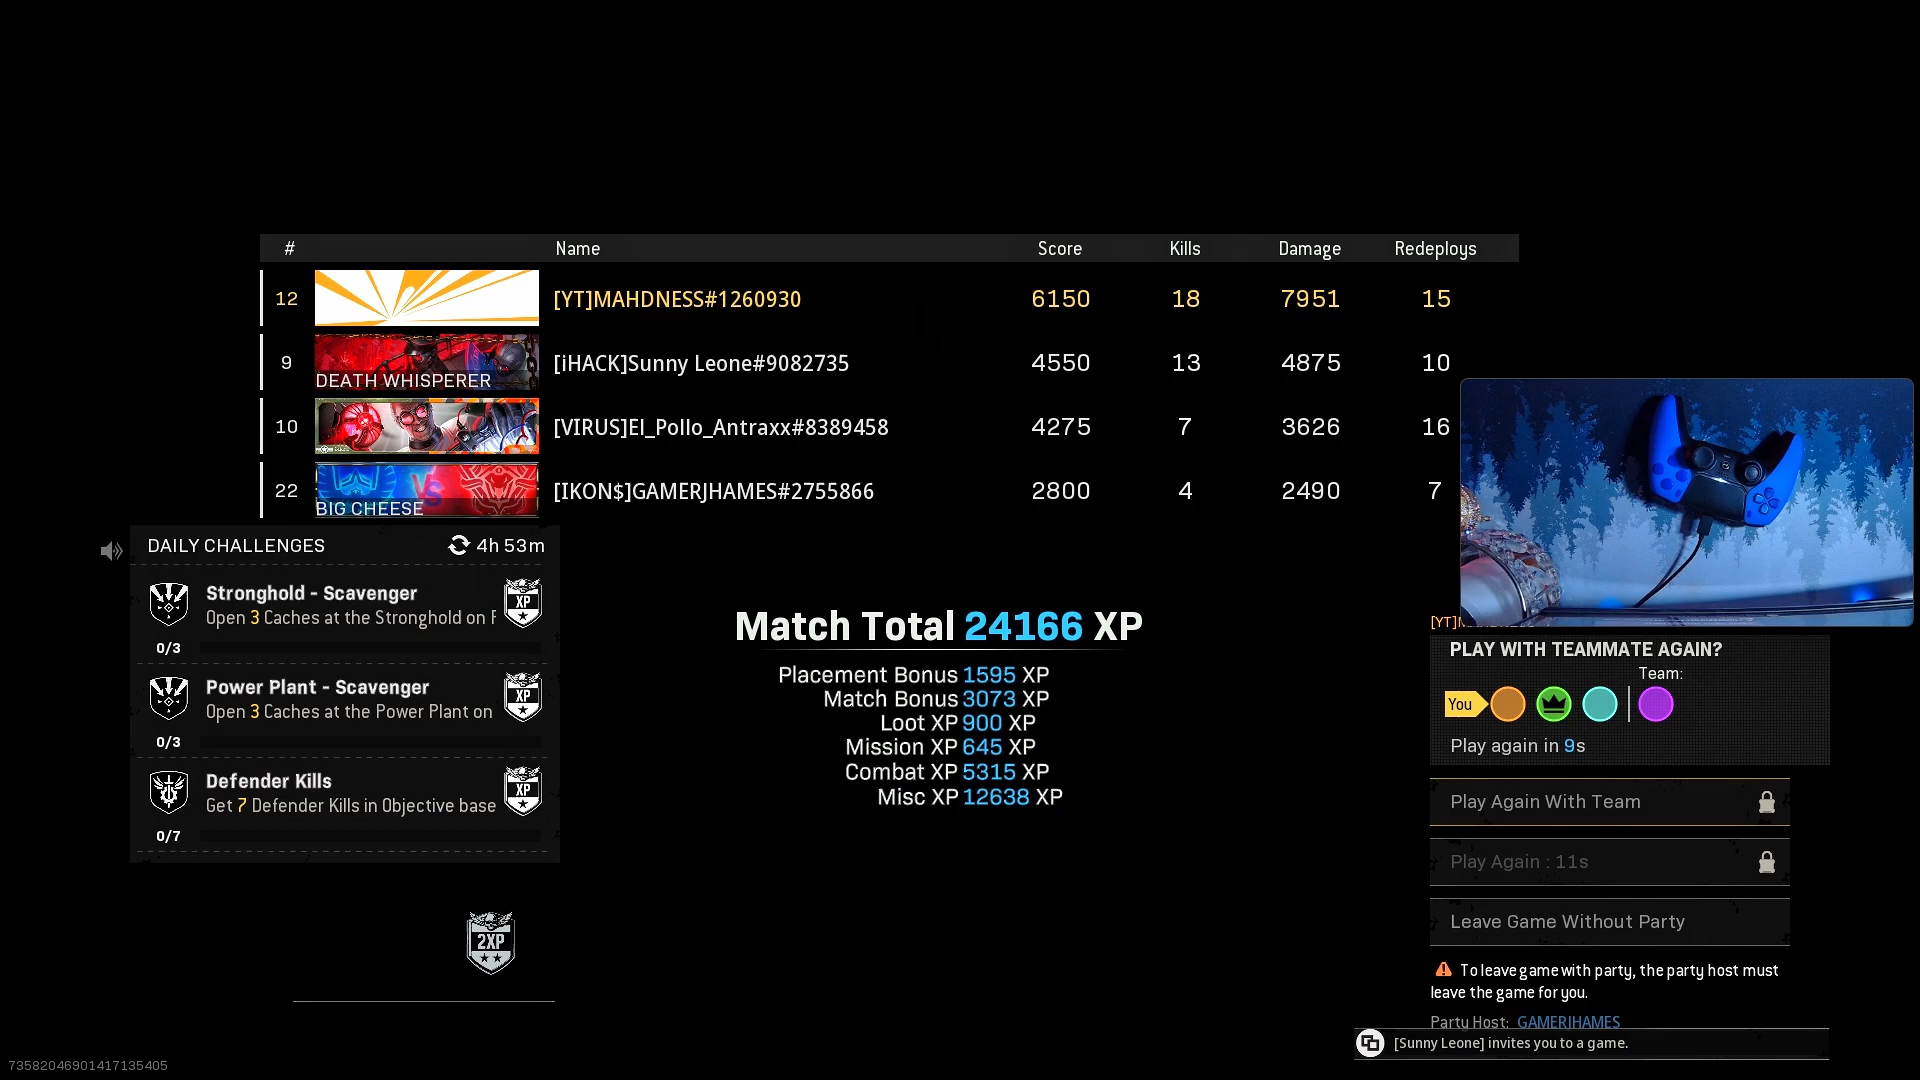 # Name Score Kills Damage Redeploys
12 [YT]MAHDNESS#1260930 6150 18 7951 15
9 DEATH WHISPERER [iHACK]Sunny Leone#9082735 4550 13 4875 10
10 [VIRUS]El_Pollo_Antraxx#8389458 4275 7 3626 16
22 BIG CHEESE [IKON$]GAMERJHAMES#2755866 2800 4 2490 7
VS
DAILY CHALLENGES 4h 53m
Stronghold - Scavenger
Open 3 Caches at the Stronghold on
XP
0/3
Power Plant - Scavenger
Open 3 Caches at the Power Plant on
XP
0/3
Defender Kills
Get 7 Defender Kills in Objective base
XP
0/7
2XP
Match Total 24166 XP
Placement Bonus 1595 XP
Match Bonus 3073 XP
Loot XP 900 XP
Mission XP 645 XP
Combat XP 5315 XP
Misc XP 12638 XP
[YT]
PLAY WITH TEAMMATE AGAIN?
Team:
You
Play again in 9s
Play Again With Team
Play Again : 11s
Leave Game Without Party
To leave game with party, the party host must
leave the game for you.
Party Host: GAMERJHAMES
[Sunny Leone] invites you to a game.
73582046901417135405